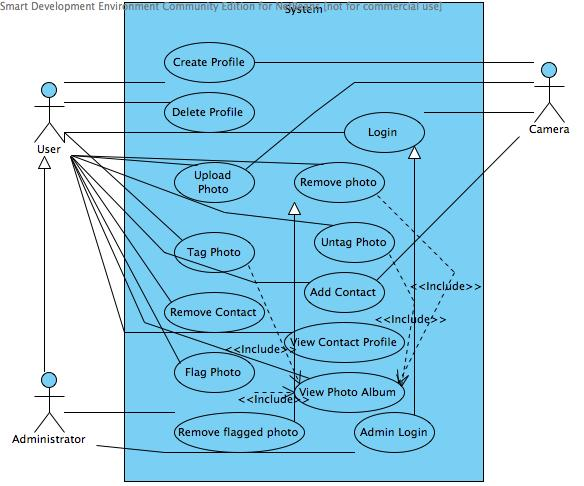 Smart Development Environment Community Edition for NetBeans [not for commercial use]
System
Create Profile
Delete Profile
User
Login
Camera
Upload
Photo
Remove photo
Tag Photo
Untag Photo
Add Contact
<<Include>>
Remove Contact
<<Include>>
View Contact Profile
<<Include>>
Flag Photo
View Photo Album
<<Include>>
Administrator
Remove flagged photo
Admin Login